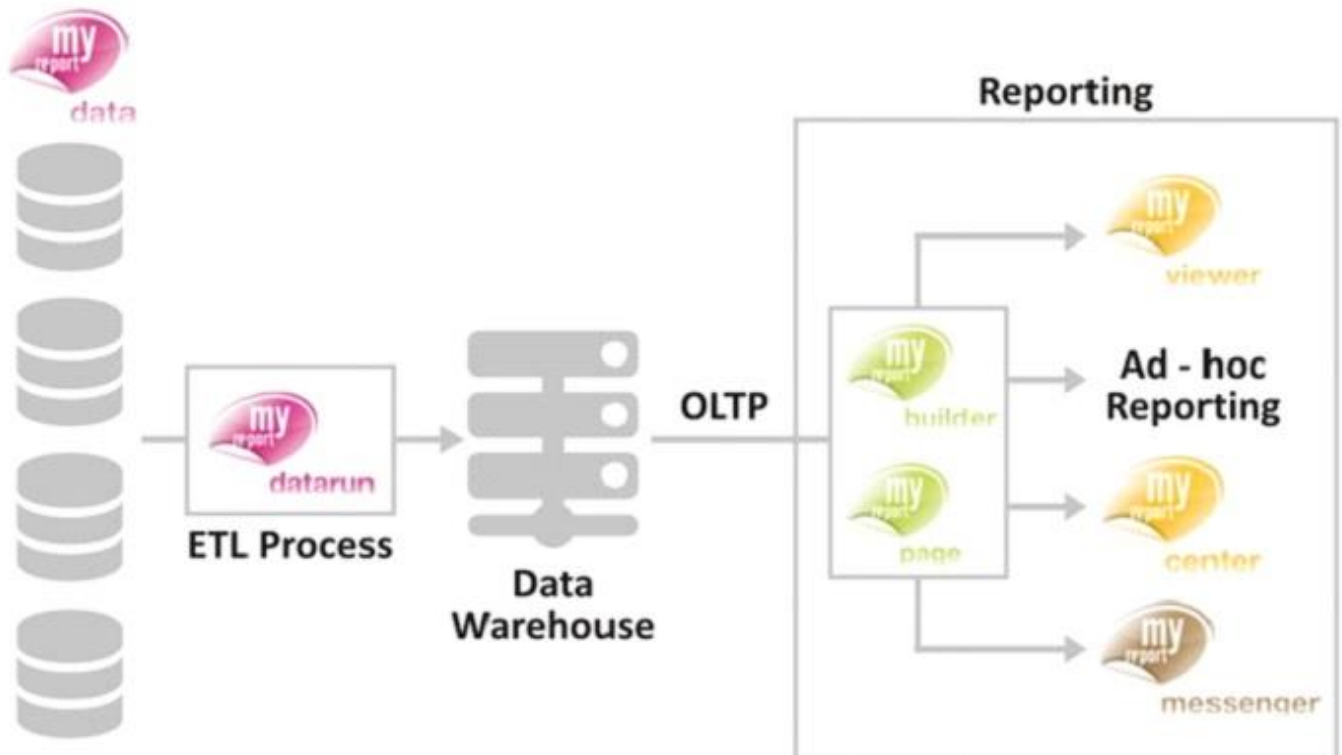 my
report
data
Reporting
my
report
viewer
my
report
builder
Ad - hoc
Reporting
OLTP
my
report
datarun
ETL Process
my
report
page
my
report
center
Data
Warehouse
my
report
messenger